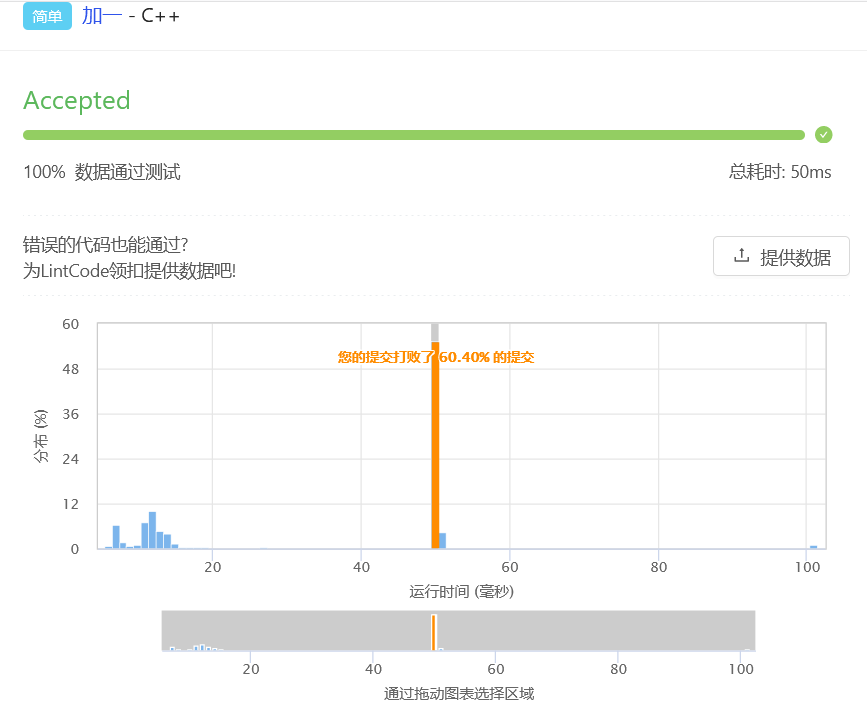 简单 加一 - C++
Accepted
100% 数据通过测试 总耗时: 50ms
错误的代码也能通过?
为LintCode领扣提供数据吧!
提供数据
60
您的提交打败了 60.40% 的提交
48
36
24
12
0
分布 (%)
20 40 60 80 100
运行时间 (毫秒)
20 40 60 80 100
通过拖动图表选择区域